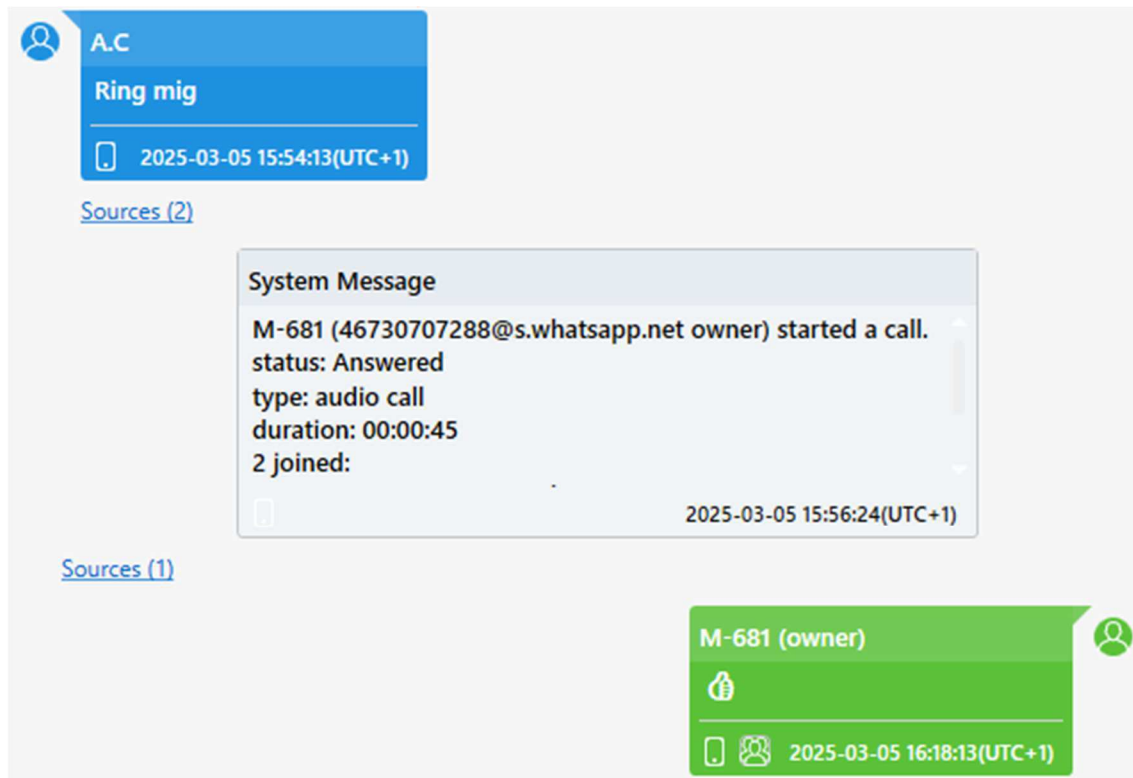 A.C
Ring mig
2025-03-05 15:54:13(UTC+1)
Sources (2)
System Message
M-681 (46730707288@s.whatsapp.net owner) started a call.
status: Answered
type: audio call
duration: 00:00:45
2 joined:
2025-03-05 15:56:24(UTC+1)
Sources (1)
M-681 (owner)
👍
2025-03-05 16:18:13(UTC+1)